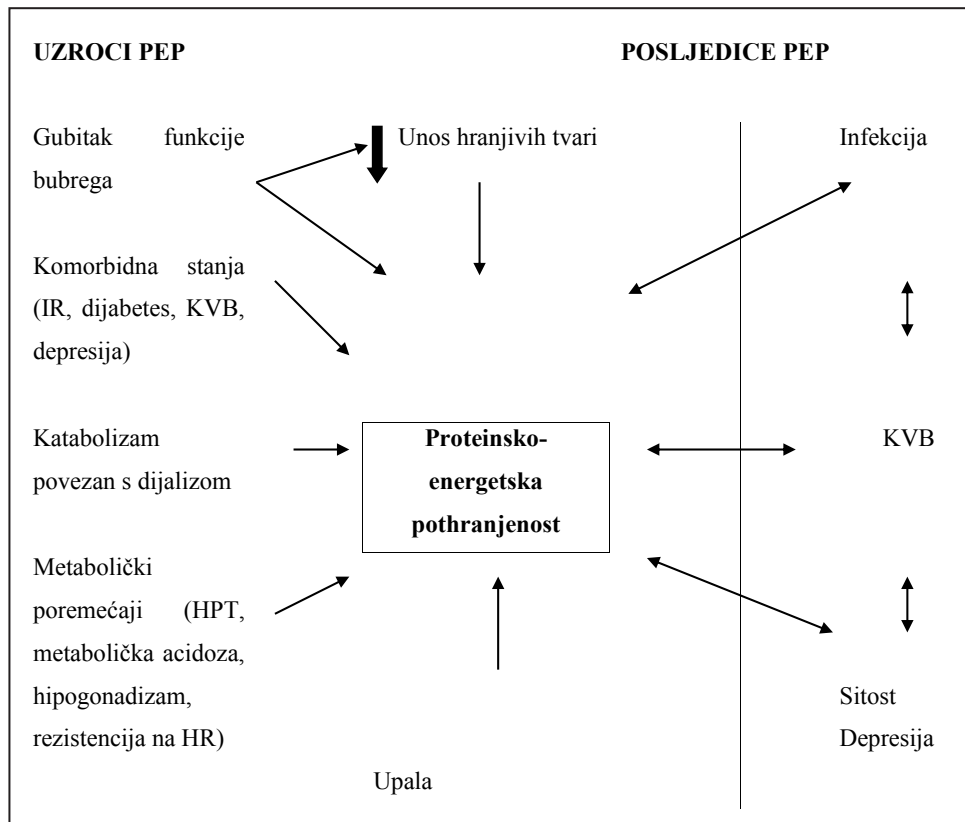 UZROCI PEP
POSLJEDICE PEP
Gubitak funkcije
bubrega
Unos hranjivih tvari
Infekcija
Komorbidna stanja
(IR, dijabetes, KVB,
depresija)
Katabolizam
povezan s dijalizom
Proteinsko-
energetska
pothranjenost
KVB
Metabolički
poremećaji (HPT,
metabolička acidoza,
hipogonadizam,
rezistencija na HR)
Sitost
Depresija
Upala